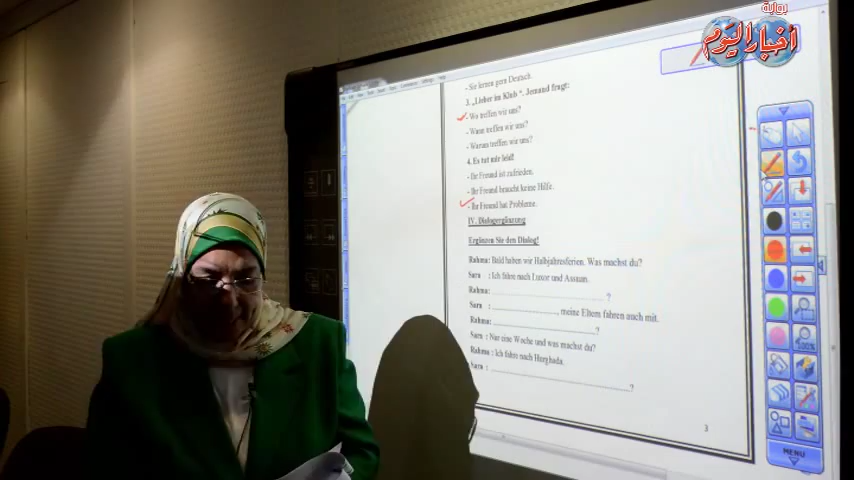 بوابة
أخبار اليوم
- Sie lernen gern Deutsch.
3. „Lieber im Klub “. Jemand fragt:
- Wo treffen wir uns?
- Wann treffen wir uns?
- Warum treffen wir uns?
4. Es tut mir leid!
- Ihr Freund ist zufrieden.
- Ihr Freund braucht keine Hilfe.
- Ihr Freund hat Probleme.
IV. Dialogergänzung
Ergänzen Sie den Dialog!
Rahma: Bald haben wir Halbjahresferien. Was machst du?
Sara : Ich fahre nach Luxor und Assuan.
Rahma: ........................................ ?
Sara : ........................, meine Eltern fahren auch mit.
Rahma: ........................................?
Sara : Nur eine Woche und was machst du?
Rahma : Ich fahre nach Hurghada.
Sara : ........................................?
3
100%
MENU